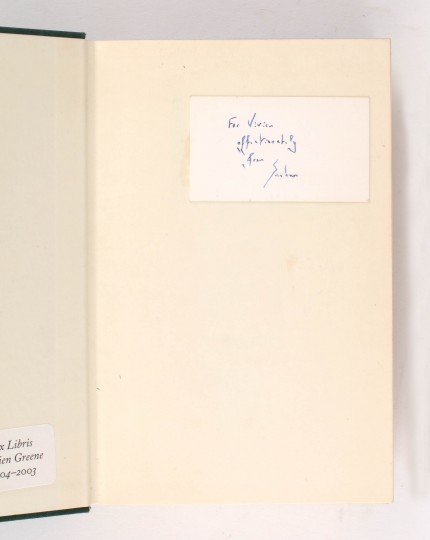 For Vivien
affectionately
from
Graham
x Libris
ien Greene
04–2003